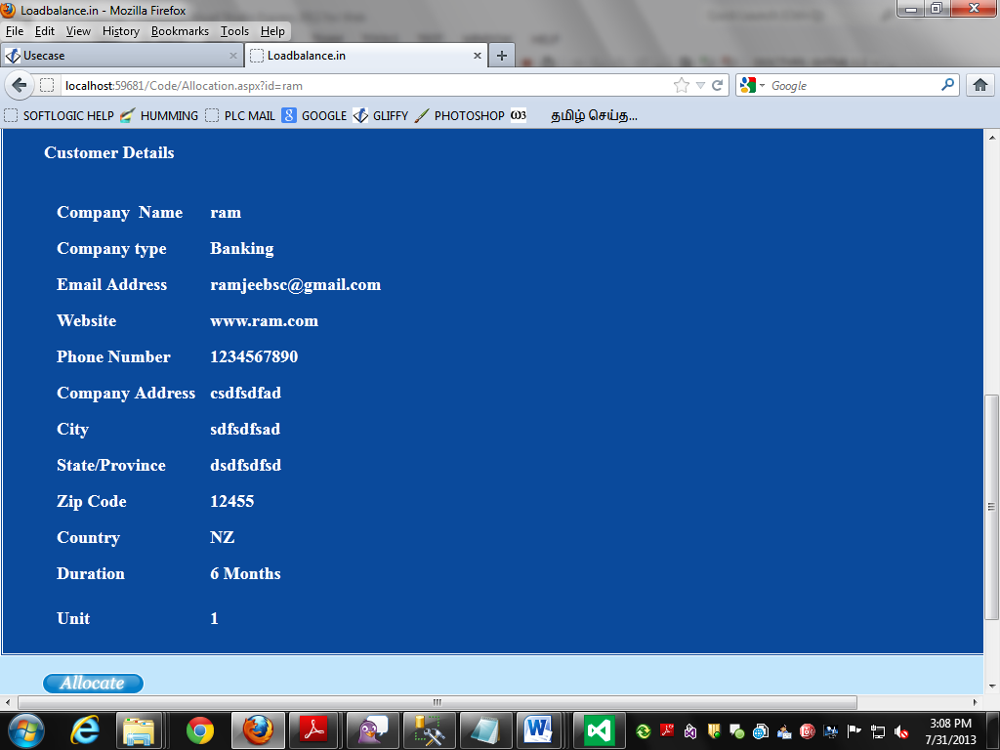 Loadbalance.in - Mozilla Firefox
File Edit View History Bookmarks Tools Help
Usecase
Loadbalance.in
localhost:59681/Code/Allocation.aspx?id=ram
Google
SOFTLOGIC HELP HUMMING PLC MAIL GOOGLE GLIFFY PHOTOSHOP தமிழ் செய்த...
Customer Details
Company Name ram
Company type Banking
Email Address ramjeebsc@gmail.com
Website www.ram.com
Phone Number 1234567890
Company Address csdfsdfad
City sdfsdfsad
State/Province dsdfsdfsd
Zip Code 12455
Country NZ
Duration 6 Months
Unit 1
Allocate
3:08 PM
7/31/2013